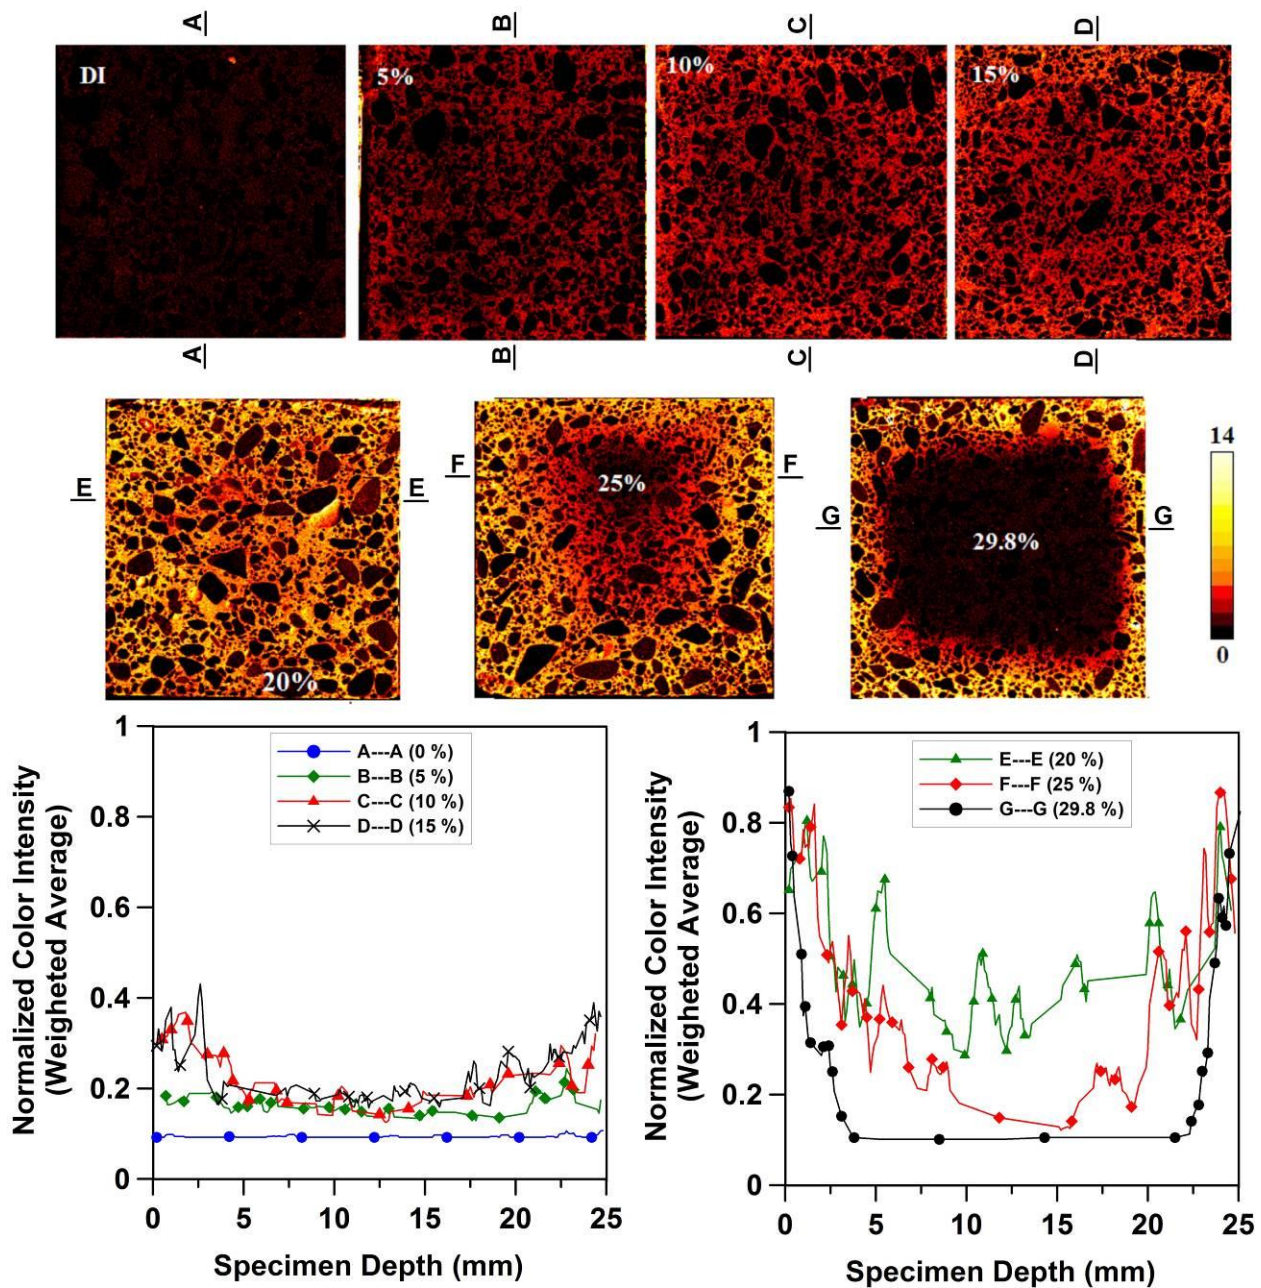 A B C D
DI 5% 10% 15%
A B C D
14
E E F 25% F G 29.8% G
20%
0
1
0.8
0.6
0.4
0.2
0
0 5 10 15 20 25
Specimen Depth (mm)
Normalized Color Intensity
(Weigheted Average)
A---A (0 %)
B---B (5 %)
C---C (10 %)
D---D (15 %)
1
0.8
0.6
0.4
0.2
0
0 5 10 15 20 25
Specimen Depth (mm)
Normalized Color Intensity
(Weigheted Average)
E---E (20 %)
F---F (25 %)
G---G (29.8 %)